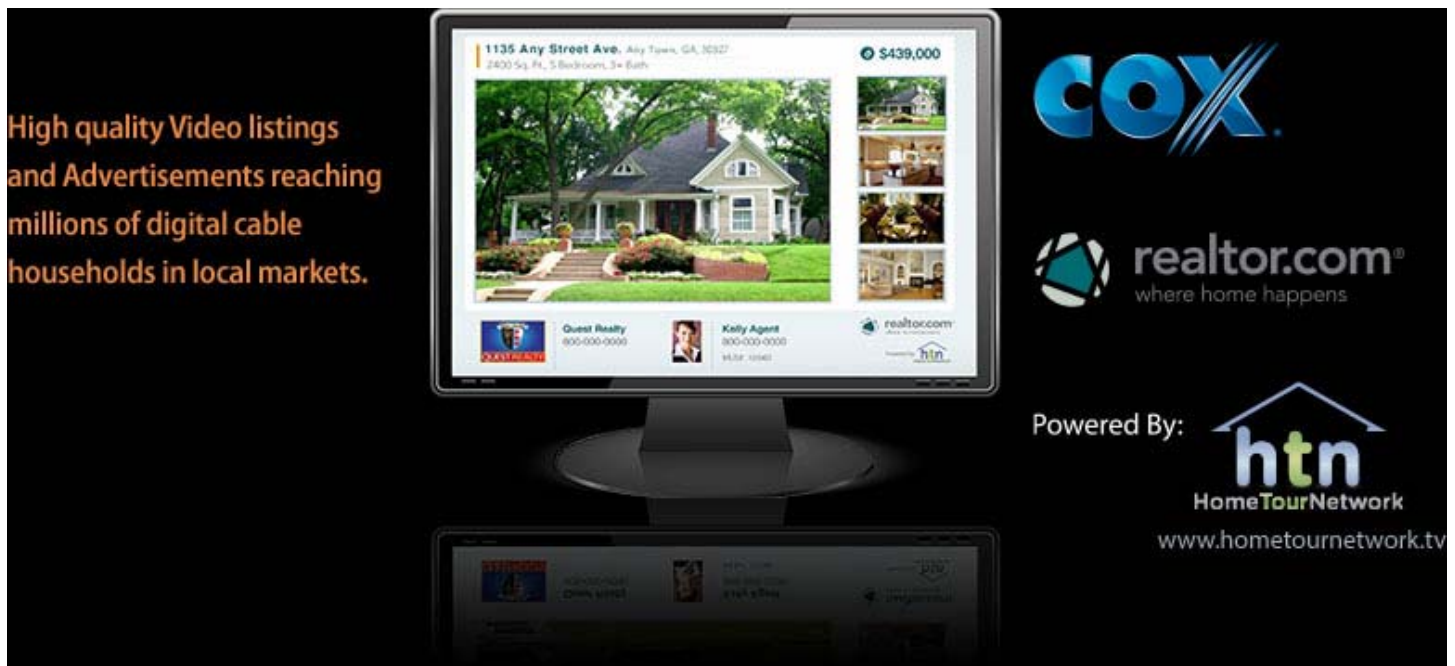 High quality Video listings
and Advertisements reaching
millions of digital cable
households in local markets.
1135 Any Street Ave. Any Town, GA, 30327
2400 Sq. Ft., 5 Bedroom, 3+ Bath
$439,000
QUEST REALTY
Quest Realty
800-000-0000
Kelly Agent
800-000-0000
realtor.com
htn
COX
realtor.com®
where home happens
Powered By:
htn
HomeTourNetwork
www.hometournetwork.tv